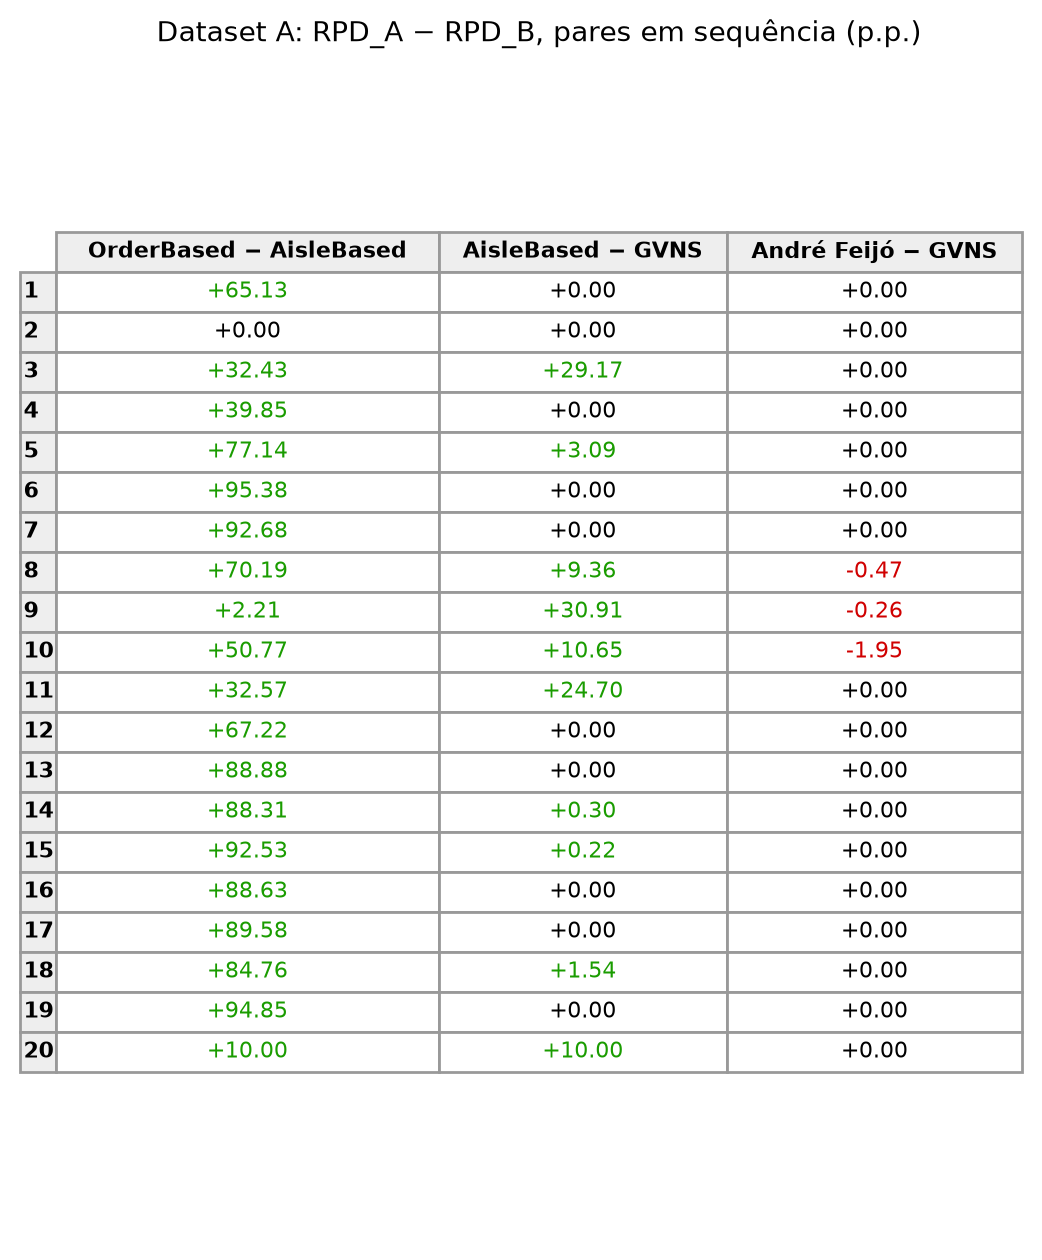 Dataset A: RPD_A − RPD_B, pares em sequência (p.p.)
OrderBased − AisleBased AisleBased − GVNS André Feijó − GVNS
1 +65.13 +0.00 +0.00
2 +0.00 +0.00 +0.00
3 +32.43 +29.17 +0.00
4 +39.85 +0.00 +0.00
5 +77.14 +3.09 +0.00
6 +95.38 +0.00 +0.00
7 +92.68 +0.00 +0.00
8 +70.19 +9.36 -0.47
9 +2.21 +30.91 -0.26
10 +50.77 +10.65 -1.95
11 +32.57 +24.70 +0.00
12 +67.22 +0.00 +0.00
13 +88.88 +0.00 +0.00
14 +88.31 +0.30 +0.00
15 +92.53 +0.22 +0.00
16 +88.63 +0.00 +0.00
17 +89.58 +0.00 +0.00
18 +84.76 +1.54 +0.00
19 +94.85 +0.00 +0.00
20 +10.00 +10.00 +0.00